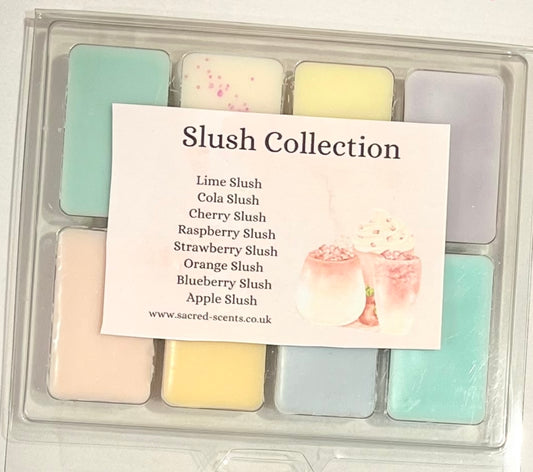 Slush Collection
Lime Slush
Cola Slush
Cherry Slush
Raspberry Slush
Strawberry Slush
Orange Slush
Blueberry Slush
Apple Slush
www.sacred-scents.co.uk